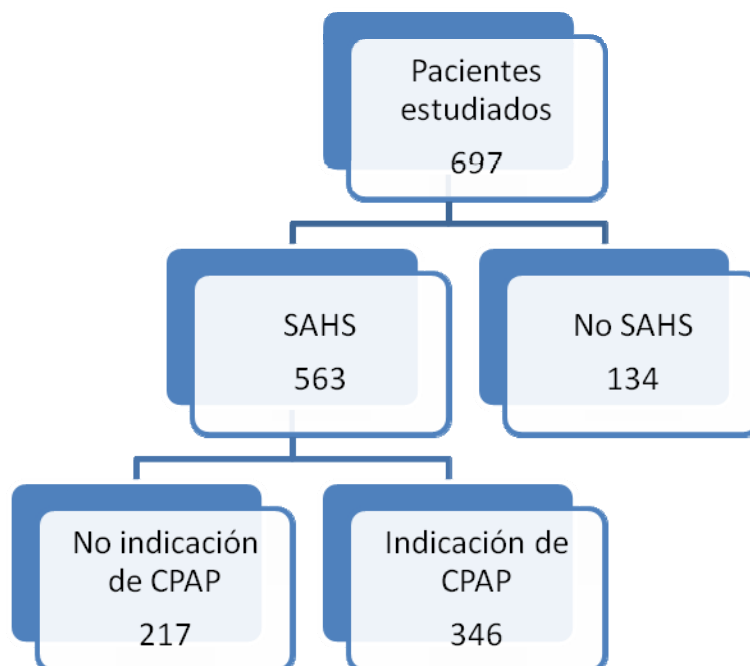 Pacientes
estudiados
697
SAHS
563
No SAHS
134
No indicación
de CPAP
217
Indicación de
CPAP
346